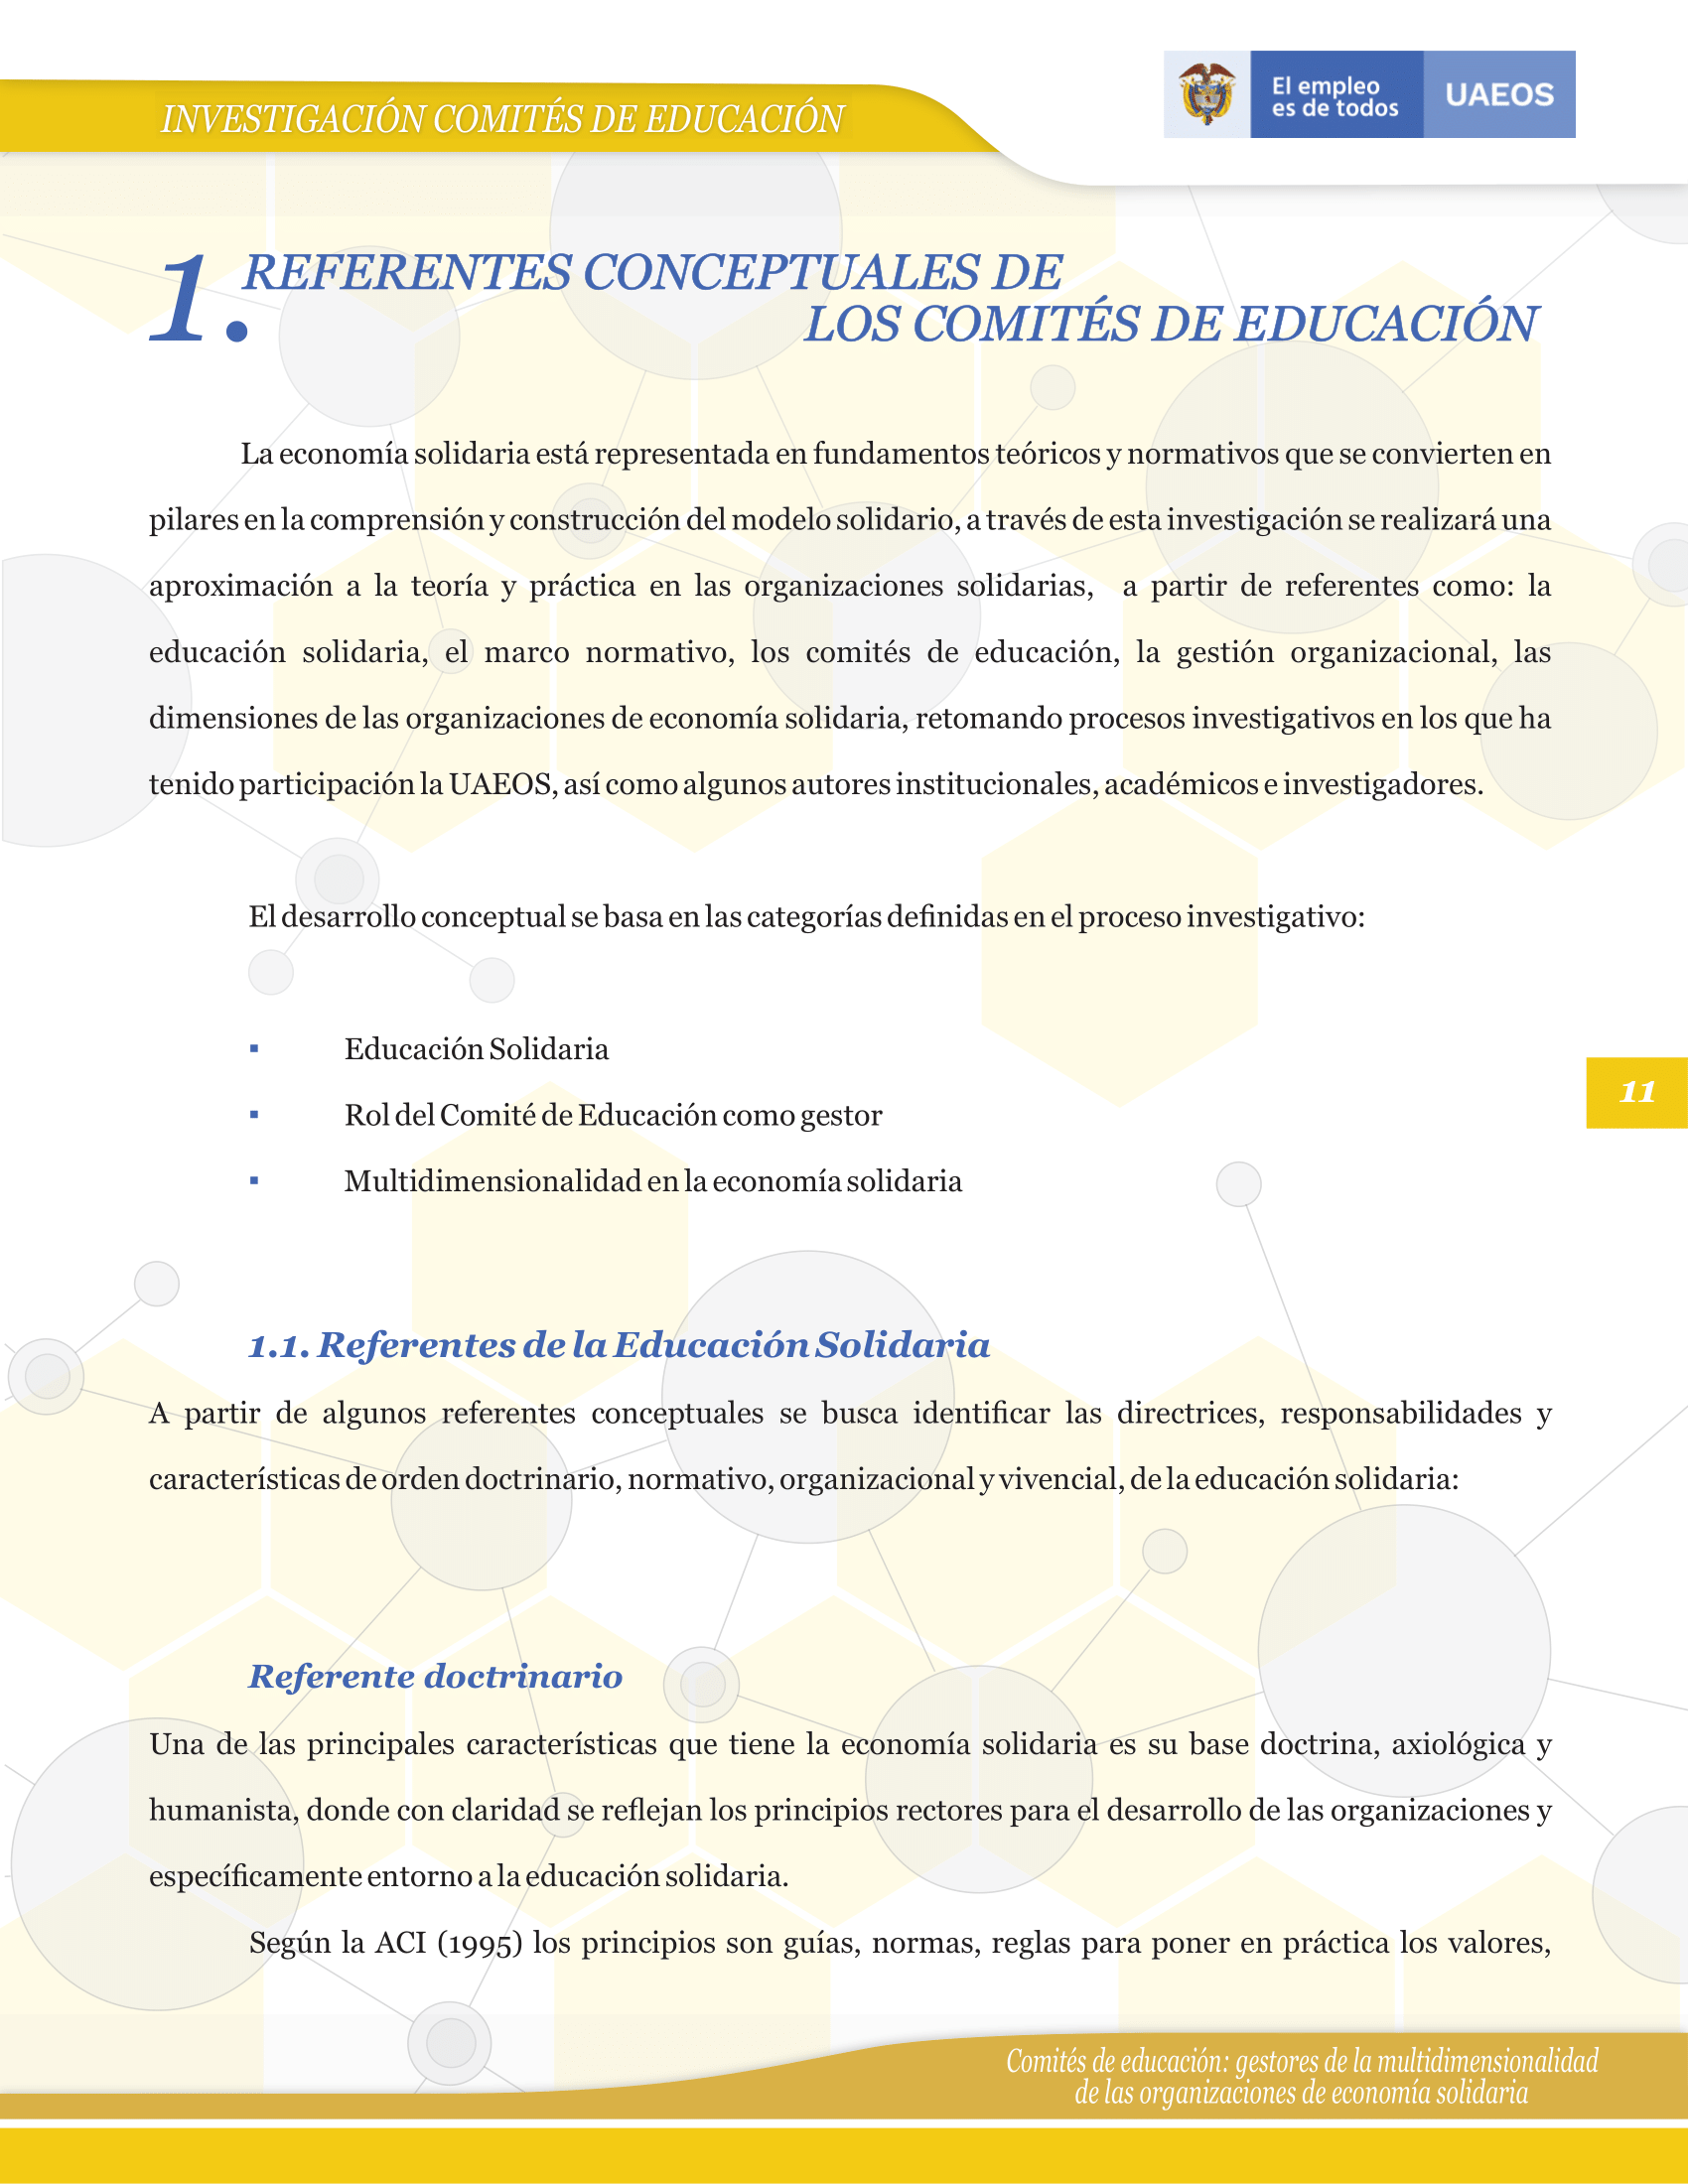 INVESTIGACIÓN COMITÉS DE EDUCACIÓN
El empleo
es de todos
UAEOS
1. REFERENTES CONCEPTUALES DE
LOS COMITÉS DE EDUCACIÓN
La economía solidaria está representada en fundamentos teóricos y normativos que se convierten en
pilares en la comprensión y construcción del modelo solidario, a través de esta investigación se realizará una
aproximación a la teoría y práctica en las organizaciones solidarias, a partir de referentes como: la
educación solidaria, el marco normativo, los comités de educación, la gestión organizacional, las
dimensiones de las organizaciones de economía solidaria, retomando procesos investigativos en los que ha
tenido participación la UAEOS, así como algunos autores institucionales, académicos e investigadores.
El desarrollo conceptual se basa en las categorías definidas en el proceso investigativo:
▪ Educación Solidaria
▪ Rol del Comité de Educación como gestor
▪ Multidimensionalidad en la economía solidaria
11
1.1. Referentes de la Educación Solidaria
A partir de algunos referentes conceptuales se busca identificar las directrices, responsabilidades y
características de orden doctrinario, normativo, organizacional y vivencial, de la educación solidaria:
Referente doctrinario
Una de las principales características que tiene la economía solidaria es su base doctrina, axiológica y
humanista, donde con claridad se reflejan los principios rectores para el desarrollo de las organizaciones y
específicamente entorno a la educación solidaria.
Según la ACI (1995) los principios son guías, normas, reglas para poner en práctica los valores,
Comités de educación: gestores de la multidimensionalidad
de las organizaciones de economía solidaria